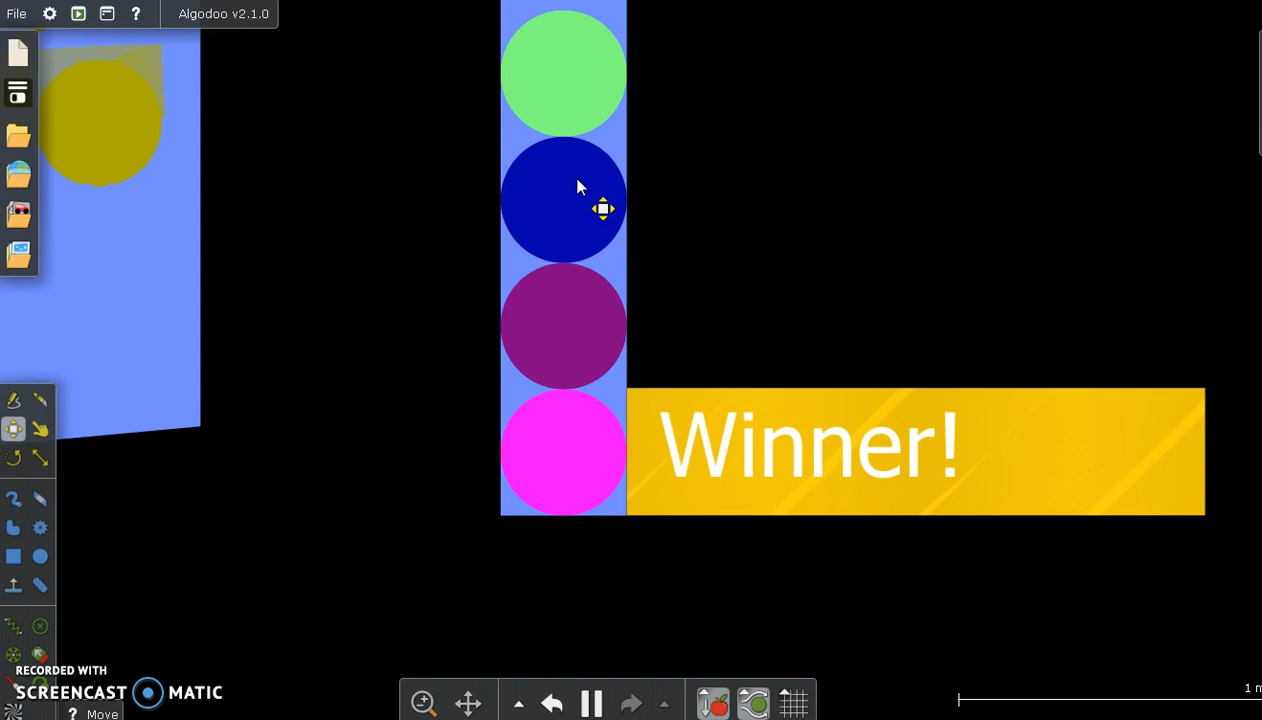 File
?
Algodoo v2.1.0
Winner!
RECORDED WITH
SCREENCAST MATIC
? Move
1 m